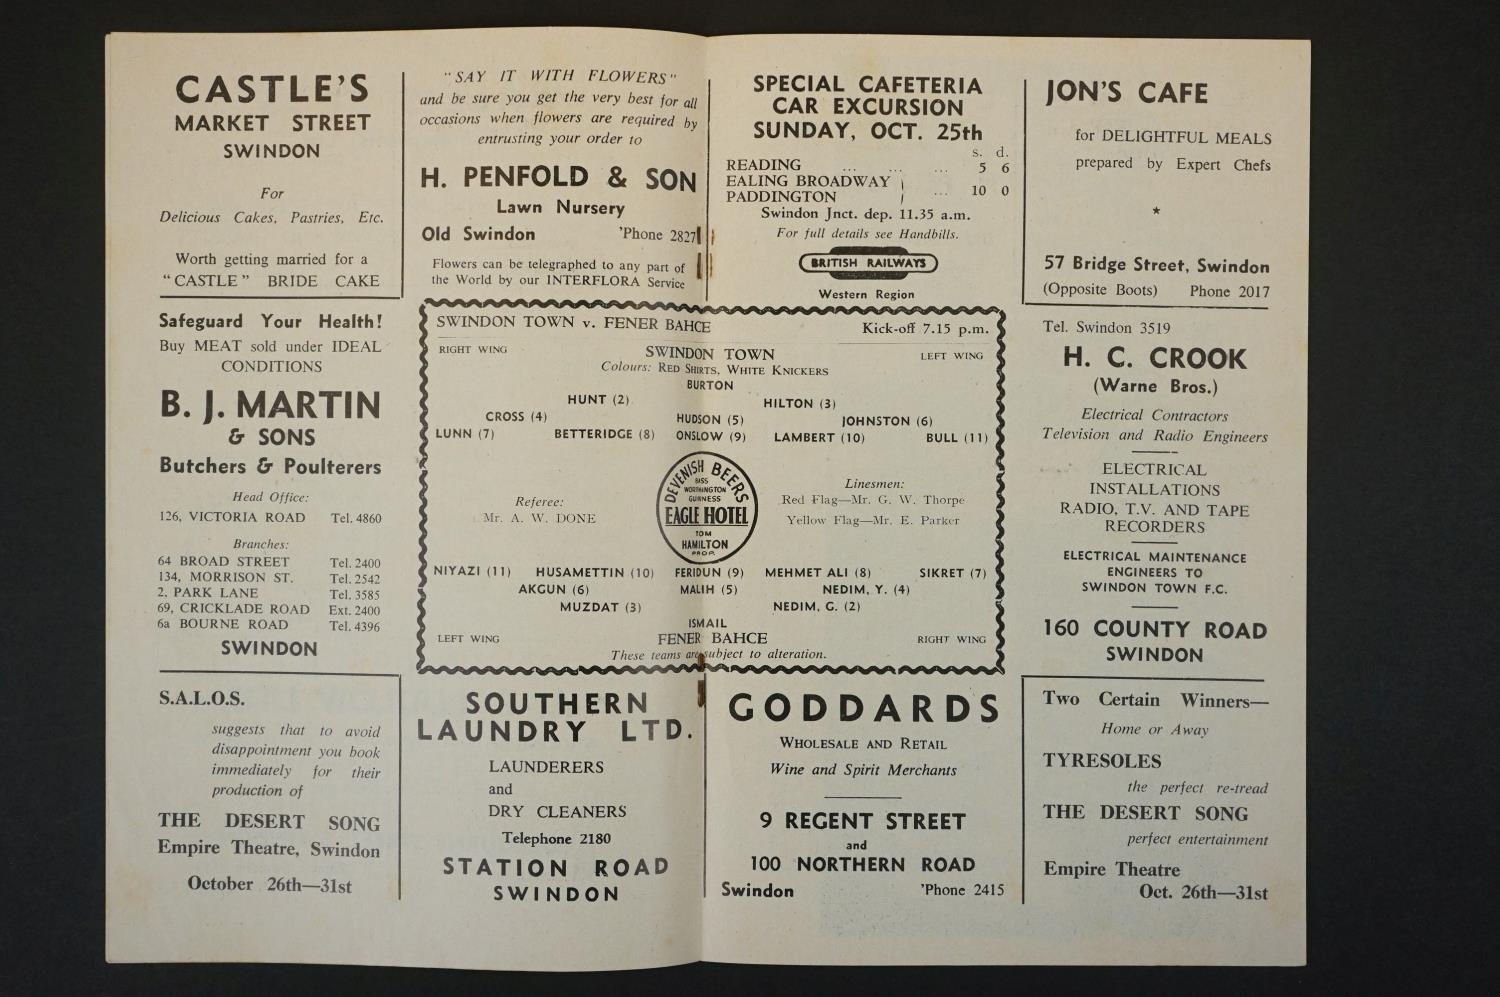 CASTLE'S
MARKET STREET
SWINDON
For
Delicious Cakes, Pastries, Etc.
Worth getting married for a
"CASTLE" BRIDE CAKE
"SAY IT WITH FLOWERS"
and be sure you get the very best for all
occasions when flowers are required by
entrusting your order to
H. PENFOLD & SON
Lawn Nursery
Old Swindon 'Phone 2827
Flowers can be telegraphed to any part of
the World by our INTERFLORA Service
SPECIAL CAFETERIA
CAR EXCURSION
SUNDAY, OCT. 25th
s. d.
READING ... ... ... 5 6
EALING BROADWAY
PADDINGTON ... 10 0
Swindon Jnct. dep. 11.35 a.m.
For full details see Handbills.
BRITISH RAILWAYS
Western Region
JON'S CAFE
for DELIGHTFUL MEALS
prepared by Expert Chefs
*
57 Bridge Street, Swindon
(Opposite Boots) Phone 2017
Safeguard Your Health!
Buy MEAT sold under IDEAL
CONDITIONS
B. J. MARTIN
& SONS
Butchers & Poulterers
Head Office:
126, VICTORIA ROAD Tel. 4860
Branches:
64 BROAD STREET Tel. 2400
134, MORRISON ST. Tel. 2542
2, PARK LANE Tel. 3585
69, CRICKLADE ROAD Ext. 2400
6a BOURNE ROAD Tel. 4396
SWINDON
SWINDON TOWN v. FENER BAHCE Kick-off 7.15 p.m.
RIGHT WING SWINDON TOWN LEFT WING
Colours: RED SHIRTS, WHITE KNICKERS
BURTON
HUNT (2) HILTON (3)
CROSS (4) HUDSON (5) JOHNSTON (6)
LUNN (7) BETTERIDGE (8) ONSLOW (9) LAMBERT (10) BULL (11)
DEVENISH BEERS
BASS
WORTHINGTON
GUINNESS
EAGLE HOTEL
TOM
HAMILTON
PROP.
Referee:
Mr. A. W. DONE
Linesmen:
Red Flag—Mr. G. W. Thorpe
Yellow Flag—Mr. E. Parker
NIYAZI (11) HUSAMETTIN (10) FERIDUN (9) MEHMET ALI (8) SIKRET (7)
AKGUN (6) MALIH (5) NEDIM, Y. (4)
MUZDAT (3) NEDIM, G. (2)
ISMAIL
LEFT WING FENER BAHCE RIGHT WING
These teams are subject to alteration.
Tel. Swindon 3519
H. C. CROOK
(Warne Bros.)
Electrical Contractors
Television and Radio Engineers
ELECTRICAL
INSTALLATIONS
RADIO, T.V. AND TAPE
RECORDERS
ELECTRICAL MAINTENANCE
ENGINEERS TO
SWINDON TOWN F.C.
160 COUNTY ROAD
SWINDON
S.A.L.O.S.
suggests that to avoid
disappointment you book
immediately for their
production of
THE DESERT SONG
Empire Theatre, Swindon
October 26th—31st
SOUTHERN
LAUNDRY LTD.
LAUNDERERS
and
DRY CLEANERS
Telephone 2180
STATION ROAD
SWINDON
GODDARDS
WHOLESALE AND RETAIL
Wine and Spirit Merchants
9 REGENT STREET
and
100 NORTHERN ROAD
Swindon 'Phone 2415
Two Certain Winners—
Home or Away
TYRESOLES
the perfect re-tread
THE DESERT SONG
perfect entertainment
Empire Theatre
Oct. 26th—31st